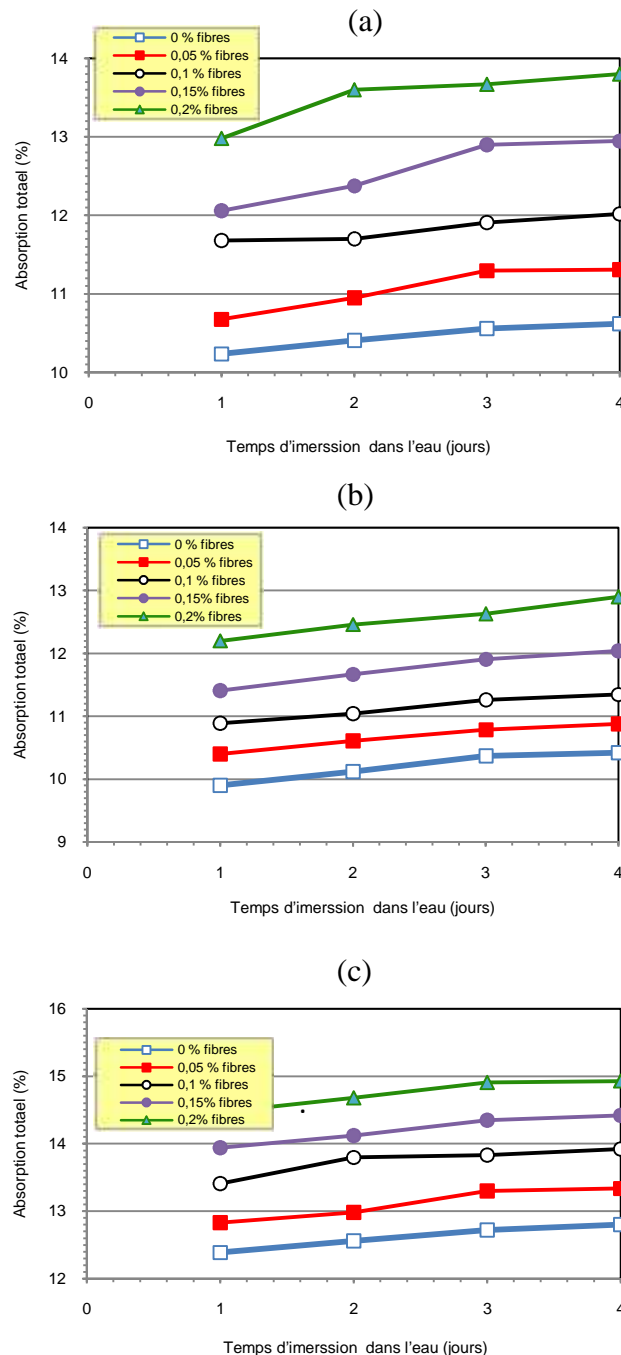 (a)
14
13
12
11
10
0 % fibres
0,05 % fibres
0,1 % fibres
0,15% fibres
0,2% fibres
Absorption totael (%)
0 1 2 3 4
Temps d'imerssion dans l'eau (jours)
(b)
14
13
12
11
10
9
0 % fibres
0,05 % fibres
0,1 % fibres
0,15% fibres
0,2% fibres
Absorption totael (%)
0 1 2 3 4
Temps d'imerssion dans l'eau (jours)
(c)
16
15
14
13
12
0 % fibres
0,05 % fibres
0,1 % fibres
0,15% fibres
0,2% fibres
Absorption totael (%)
0 1 2 3 4
Temps d'imerssion dans l'eau (jours)